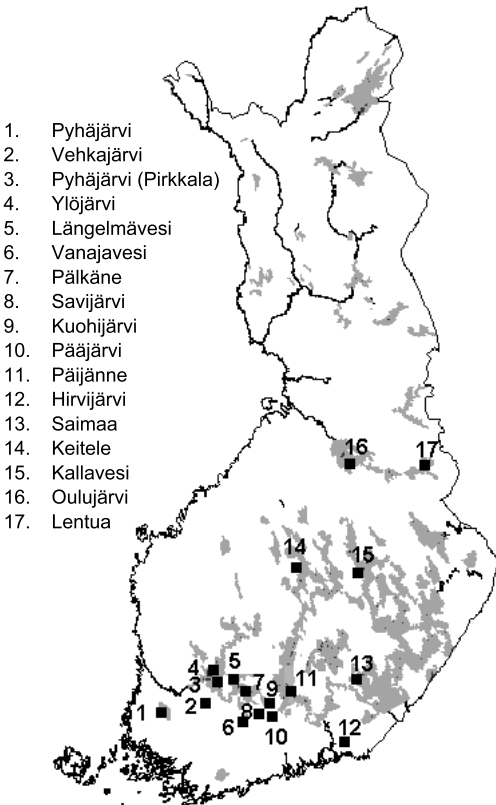 1. Pyhäjärvi
2. Vehkajärvi
3. Pyhäjärvi (Pirkkala)
4. Ylöjärvi
5. Längelmävesi
6. Vanajavesi
7. Pälkäne
8. Savijärvi
9. Kuohijärvi
10. Pääjärvi
11. Päijänne
12. Hirvijärvi
13. Saimaa
14. Keitele
15. Kallavesi
16. Oulujärvi
17. Lentua
16 17
14 15
4 5
3 7 9 11 13
1 2 8
6 10 12